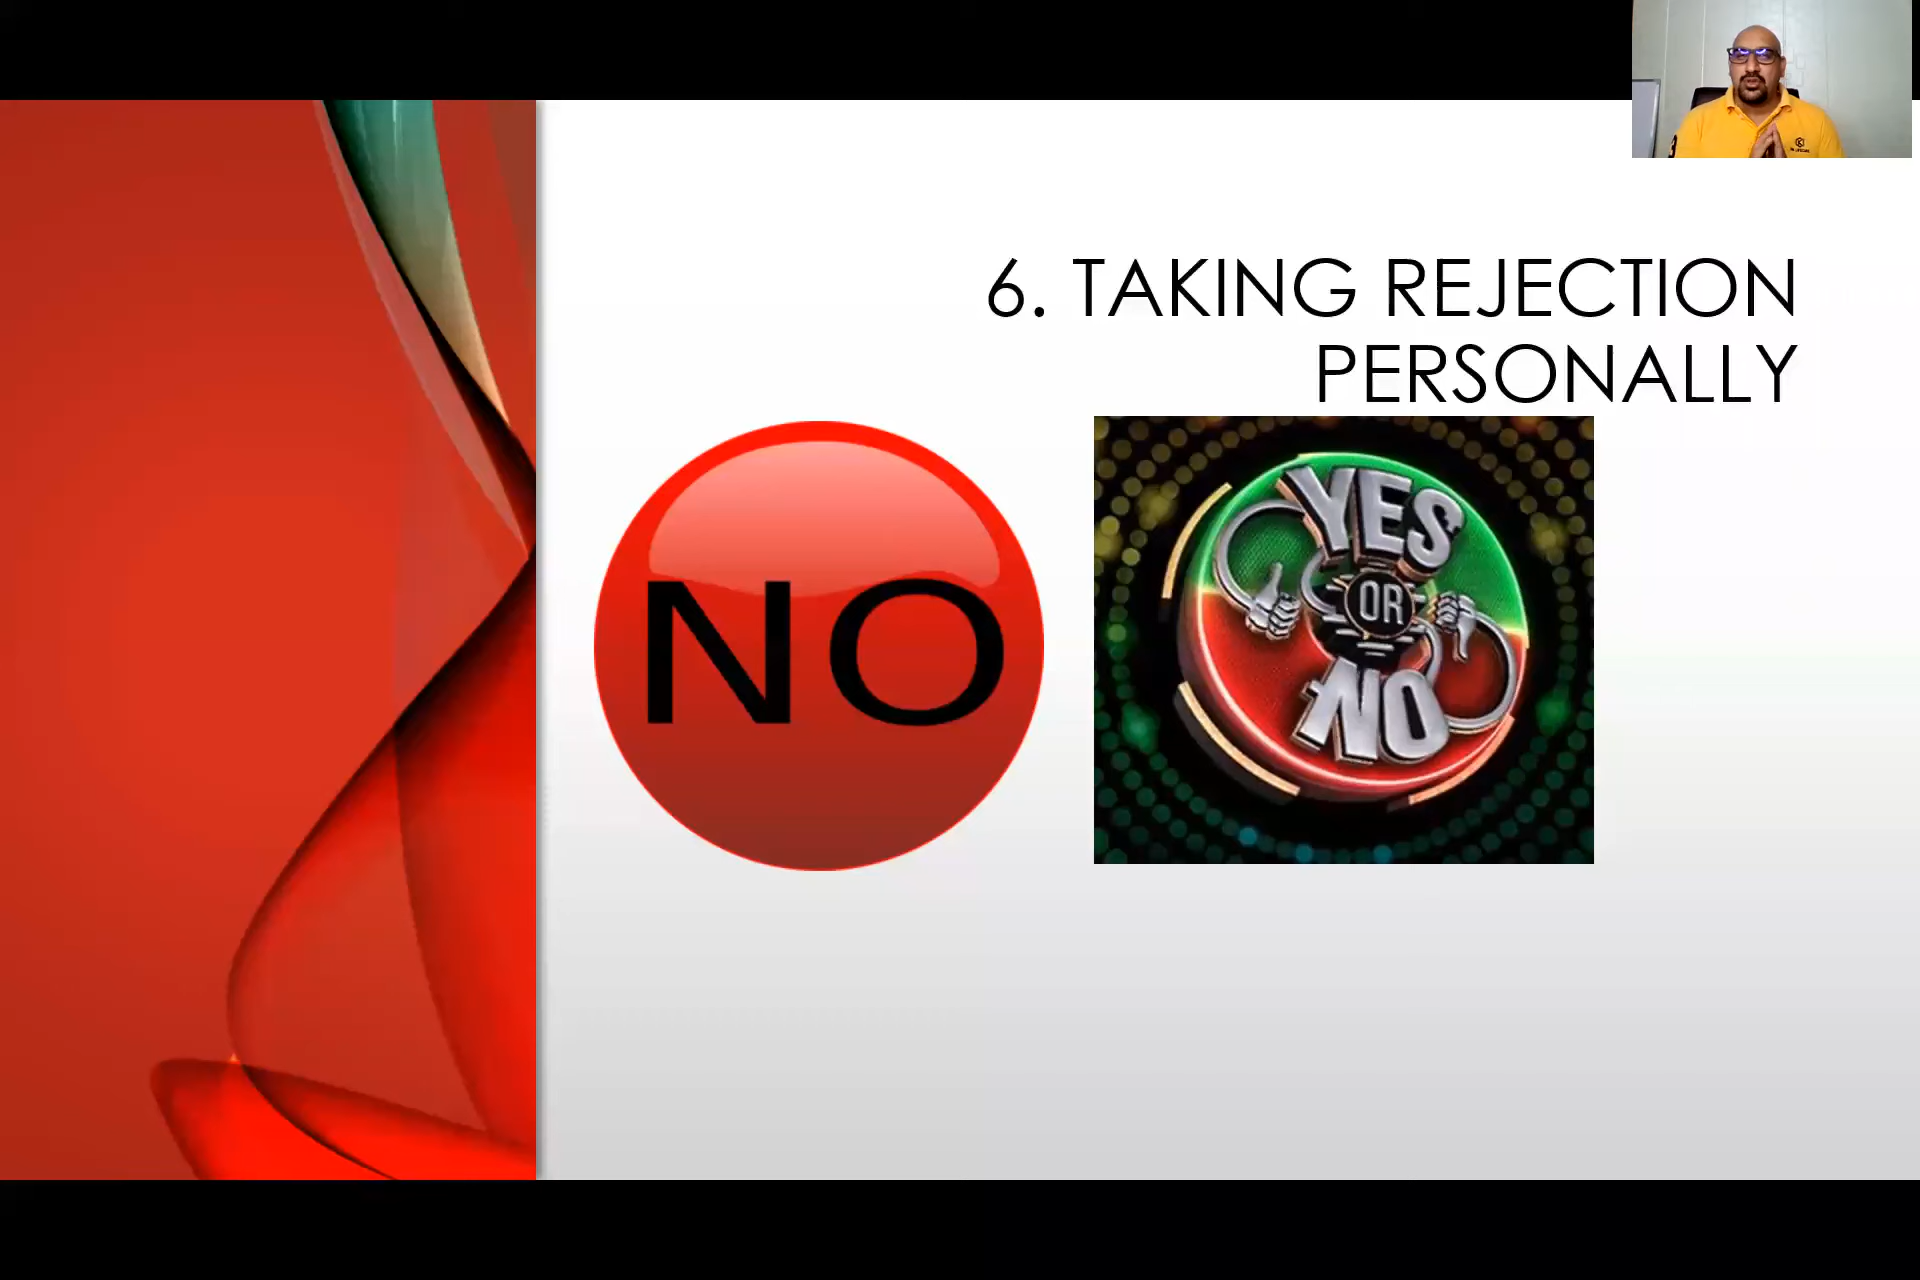 6. TAKING REJECTION
PERSONALLY
NO
YES
OR
NO